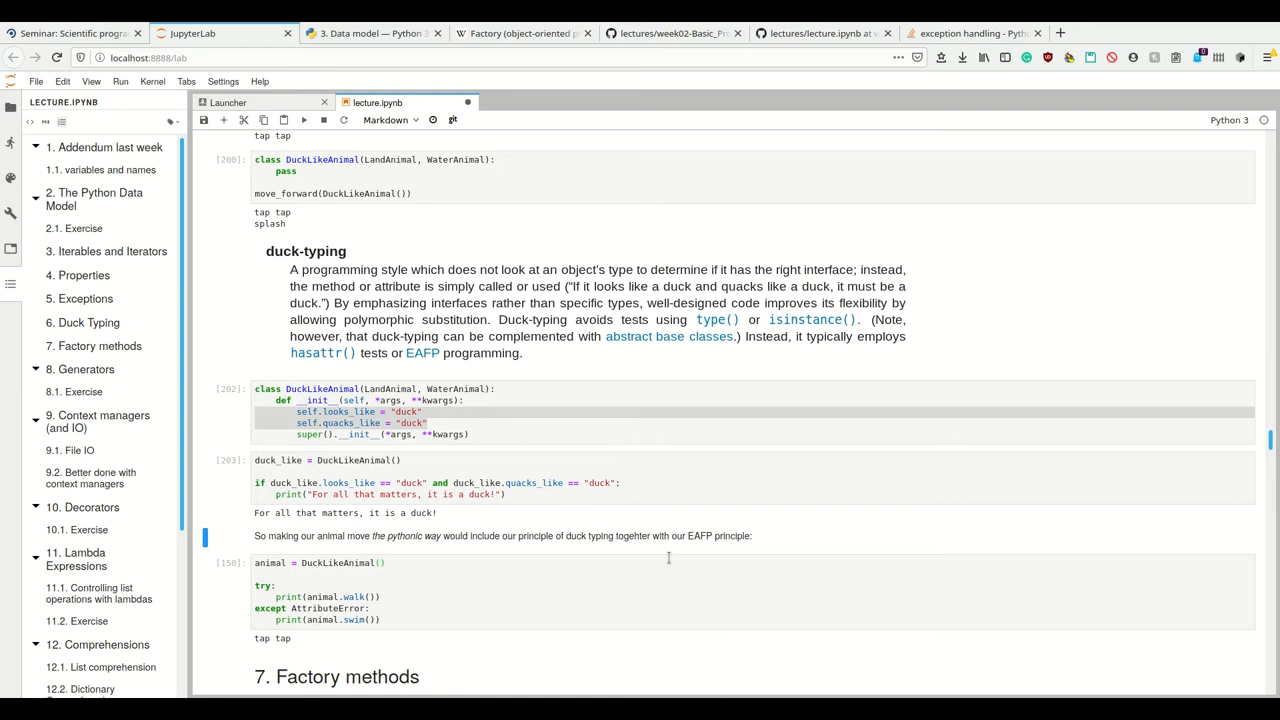 Seminar: Scientific progra
JupyterLab
3. Data model — Python 3
Factory (object-oriented p
lectures/week02-Basic_Pr
lectures/lecture.ipynb at v
exception handling - Pyth
localhost:8888/lab
File Edit View Run Kernel Tabs Settings Help
LECTURE.IPYNB
Launcher
lecture.ipynb
Markdown
git
Python 3
1. Addendum last week
1.1. variables and names
2. The Python Data
Model
2.1. Exercise
3. Iterables and Iterators
4. Properties
5. Exceptions
6. Duck Typing
7. Factory methods
8. Generators
8.1. Exercise
9. Context managers
(and IO)
9.1. File IO
9.2. Better done with
context managers
10. Decorators
10.1. Exercise
11. Lambda
Expressions
11.1. Controlling list
operations with lambdas
11.2. Exercise
12. Comprehensions
12.1. List comprehension
12.2. Dictionary
tap tap
[200]:
class DuckLikeAnimal(LandAnimal, WaterAnimal):
pass
move_forward(DuckLikeAnimal())
tap tap
splash
duck-typing
A programming style which does not look at an object's type to determine if it has the right interface; instead,
the method or attribute is simply called or used (“If it looks like a duck and quacks like a duck, it must be a
duck.”) By emphasizing interfaces rather than specific types, well-designed code improves its flexibility by
allowing polymorphic substitution. Duck-typing avoids tests using type() or isinstance(). (Note,
however, that duck-typing can be complemented with abstract base classes.) Instead, it typically employs
hasattr() tests or EAFP programming.
[202]:
class DuckLikeAnimal(LandAnimal, WaterAnimal):
def __init__(self, *args, **kwargs):
self.looks_like = "duck"
self.quacks_like = "duck"
super().__init__(*args, **kwargs)
[203]:
duck_like = DuckLikeAnimal()
if duck_like.looks_like == "duck" and duck_like.quacks_like == "duck":
print("For all that matters, it is a duck!")
For all that matters, it is a duck!
So making our animal move the pythonic way would include our principle of duck typing togehter with our EAFP principle:
[150]:
animal = DuckLikeAnimal()
try:
print(animal.walk())
except AttributeError:
print(animal.swim())
tap tap
7. Factory methods